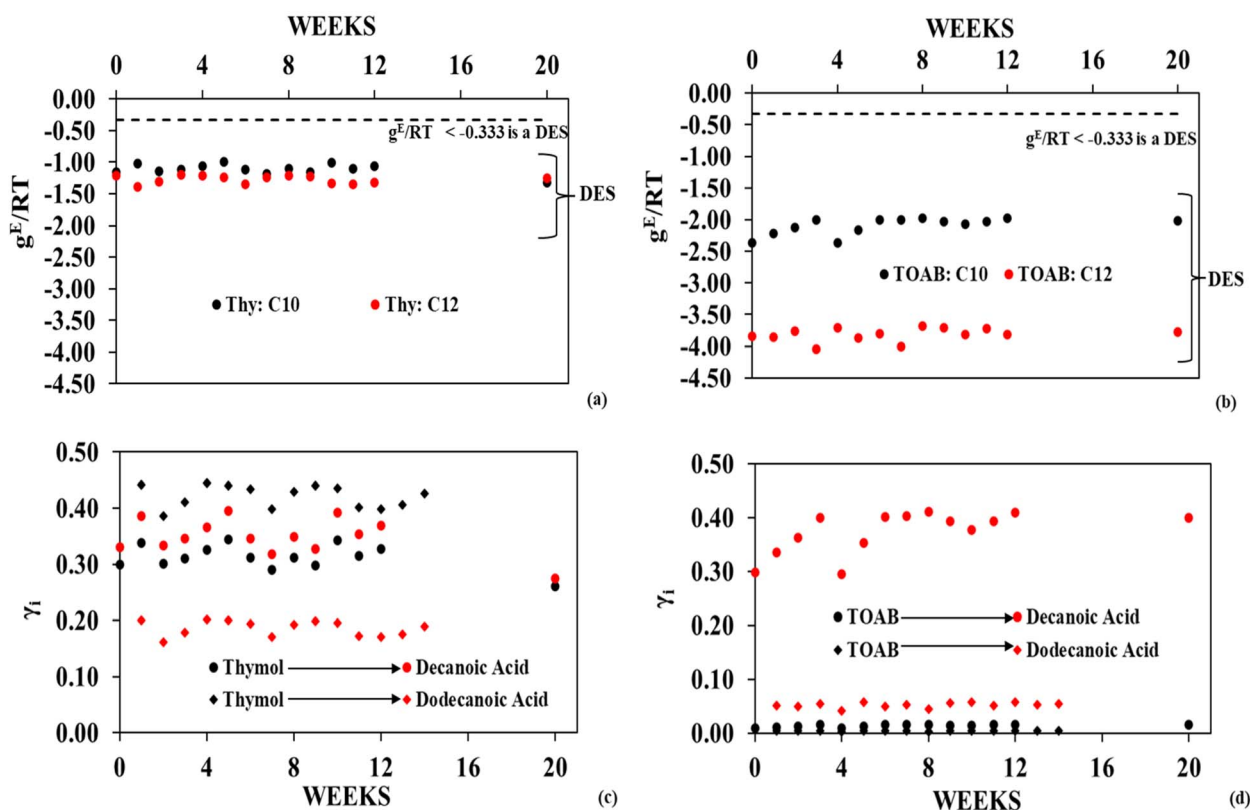 WEEKS
0 4 8 12 16 20
0.00
-0.50
-1.00
-1.50
-2.00
-2.50
-3.00
-3.50
-4.00
-4.50
g^E/RT
g^E/RT < -0.333 is a DES
DES
Thy: C10 Thy: C12
(a)
WEEKS
0 4 8 12 16 20
0.00
-0.50
-1.00
-1.50
-2.00
-2.50
-3.00
-3.50
-4.00
-4.50
g^E/RT
g^E/RT < -0.333 is a DES
TOAB: C10 TOAB: C12
DES
(b)
0.50
0.40
0.30
0.20
0.10
0.00
γi
Thymol Decanoic Acid
Thymol Dodecanoic Acid
0 4 8 12 16 20
WEEKS
(c)
0.50
0.40
0.30
0.20
0.10
0.00
γi
TOAB Decanoic Acid
TOAB Dodecanoic Acid
0 4 8 12 16 20
WEEKS
(d)